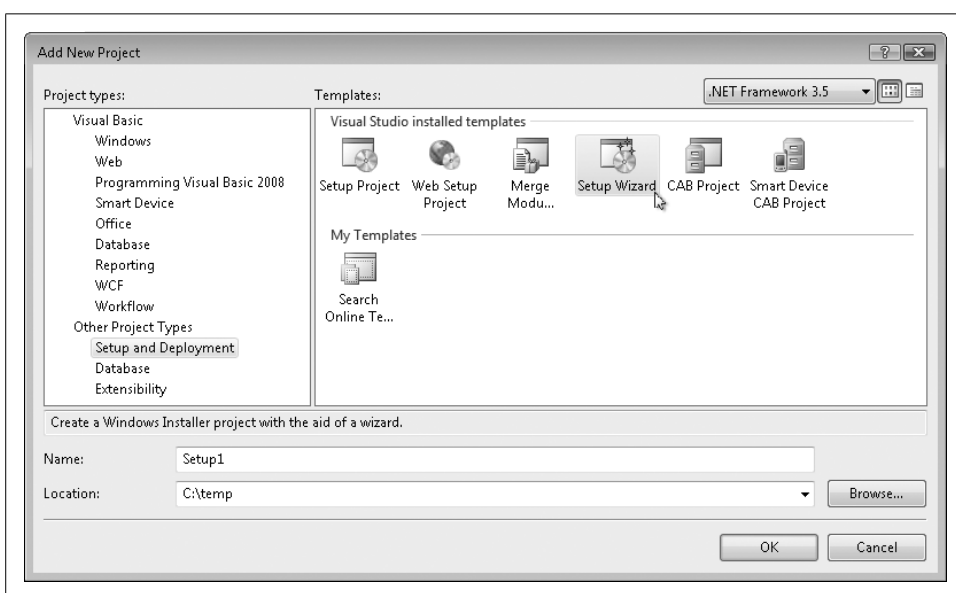 Add New Project
Project types:
Templates:
.NET Framework 3.5
Visual Basic
Windows
Web
Programming Visual Basic 2008
Smart Device
Office
Database
Reporting
WCF
Workflow
Other Project Types
Setup and Deployment
Database
Extensibility
Visual Studio installed templates
Setup Project
Web Setup
Project
Merge
Modu...
Setup Wizard
CAB Project
Smart Device
CAB Project
My Templates
Search
Online Te...
Create a Windows Installer project with the aid of a wizard.
Name:
Setup1
Location:
C:\temp
Browse...
OK
Cancel